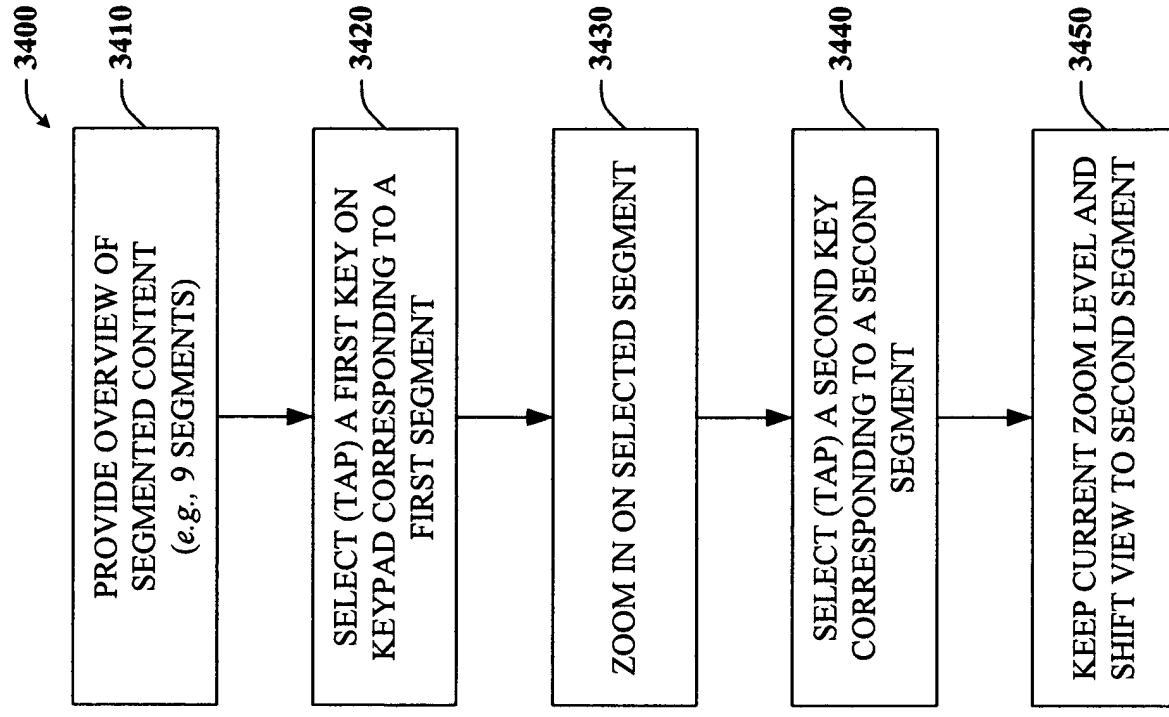 3400
3410
PROVIDE OVERVIEW OF
SEGMENTED CONTENT
(e.g., 9 SEGMENTS)
3420
SELECT (TAP) A FIRST KEY ON
KEYPAD CORRESPONDING TO A
FIRST SEGMENT
3430
ZOOM IN ON SELECTED SEGMENT
3440
SELECT (TAP) A SECOND KEY
CORRESPONDING TO A SECOND
SEGMENT
3450
KEEP CURRENT ZOOM LEVEL AND
SHIFT VIEW TO SECOND SEGMENT